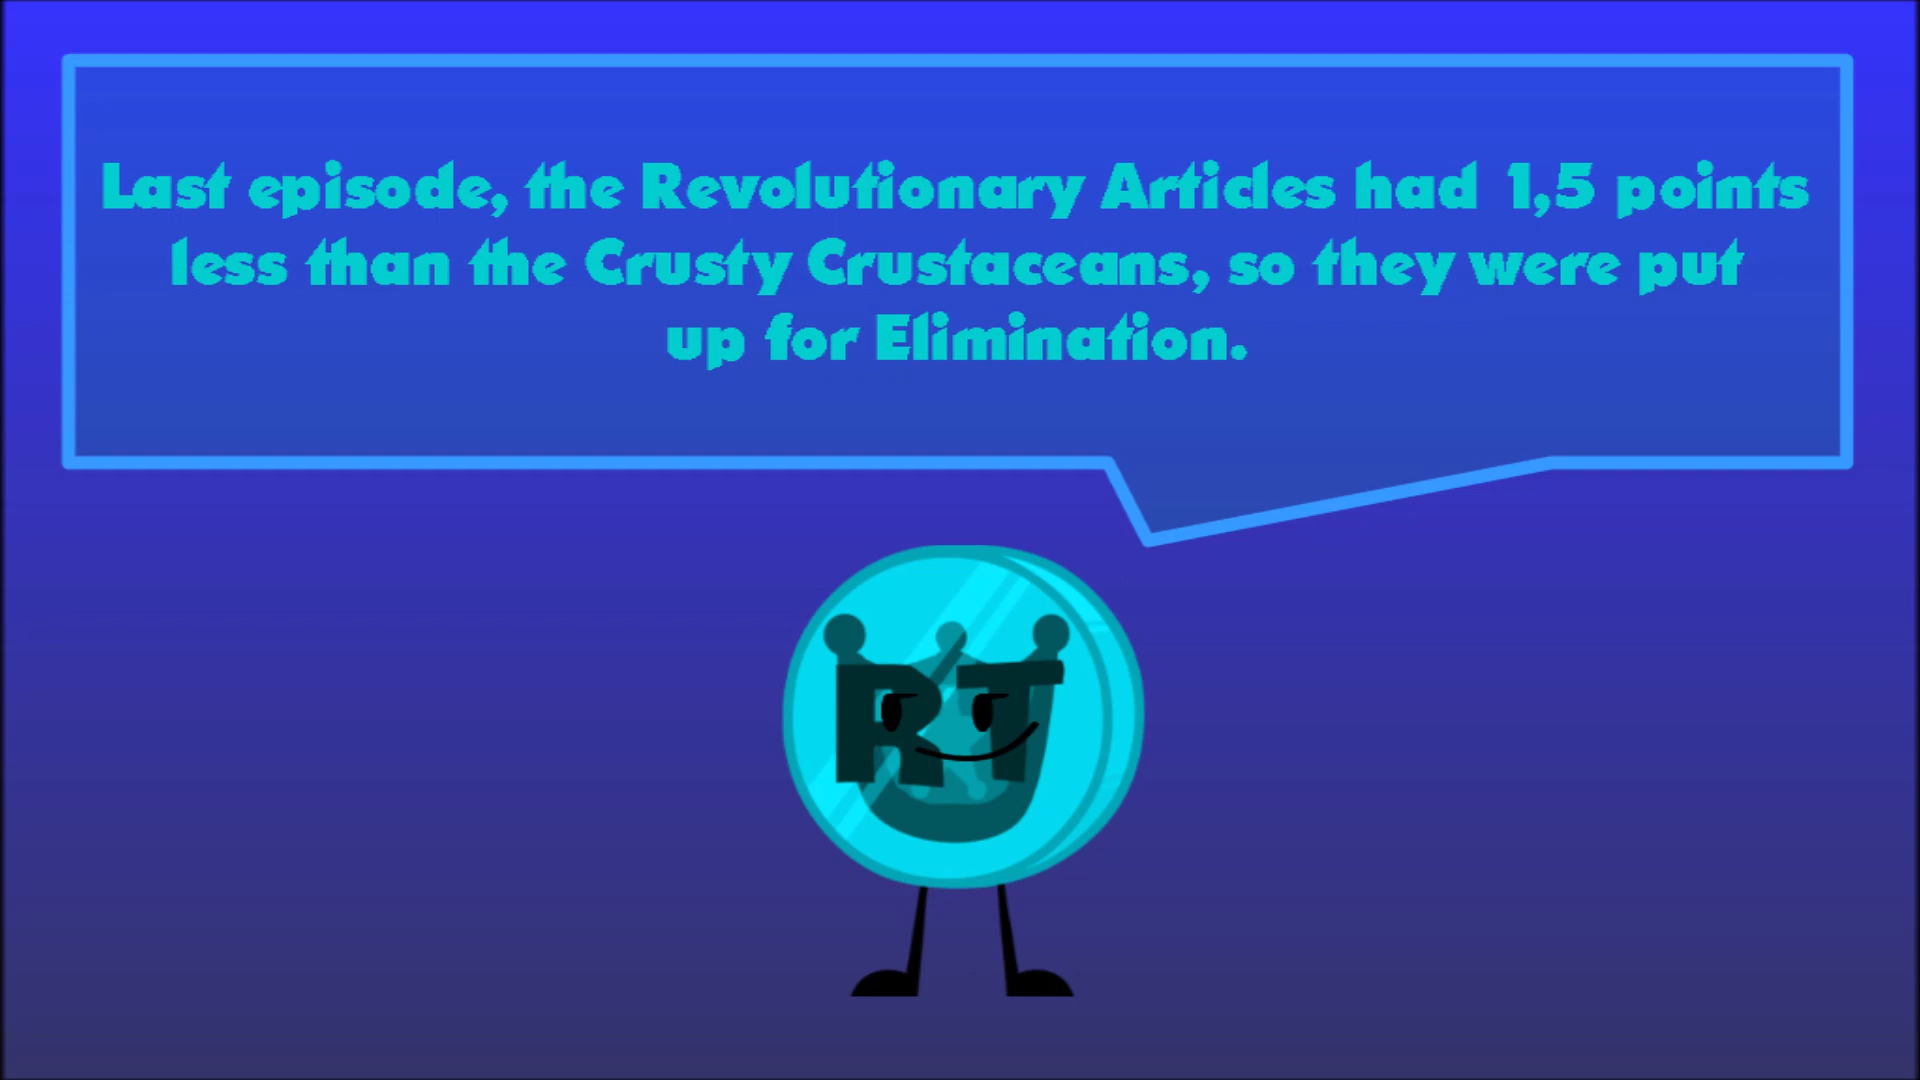 Last episode, the Revolutionary Articles had 1,5 points
less than the Crusty Crustaceans, so they were put
up for Elimination.
RT